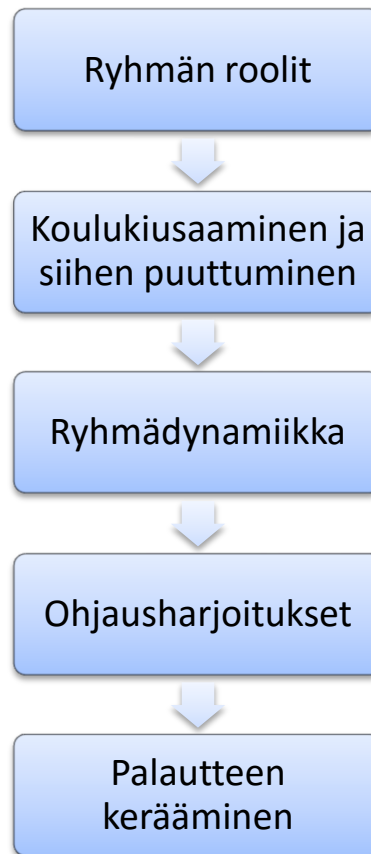 Ryhmän roolit
Koulukiusaaminen ja
siihen puuttuminen
Ryhmädynamiikka
Ohjausharjoitukset
Palautteen
kerääminen